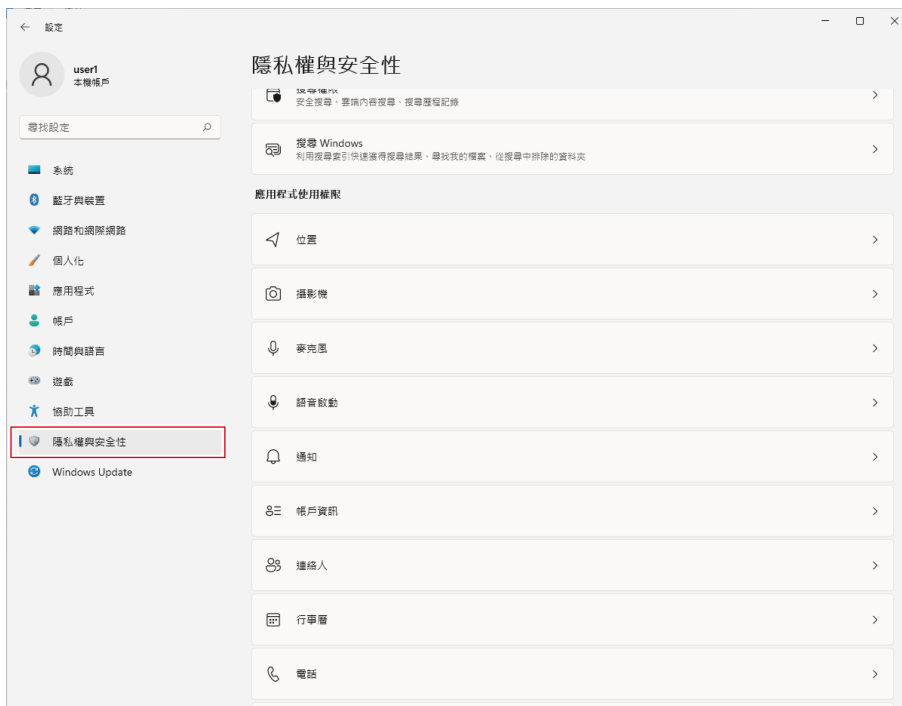 設定
user1
本機帳戶
尋找設定
系統
藍牙與裝置
網路和網際網路
個人化
應用程式
帳戶
時間與語言
遊戲
協助工具
隱私權與安全性
Windows Update
隱私權與安全性
搜尋權限
安全搜尋、雲端內容搜尋、搜尋歷程記錄
搜尋 Windows
利用搜尋索引快速獲得搜尋結果、尋找我的檔案、從搜尋中排除的資料夾
應用程式使用權限
位置
攝影機
麥克風
語音啟動
通知
帳戶資訊
連絡人
行事曆
電話